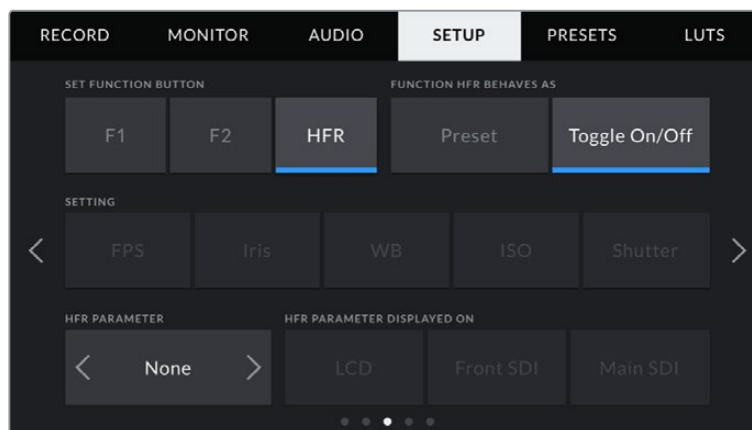 RECORD MONITOR AUDIO SETUP PRESETS LUTS
SET FUNCTION BUTTON FUNCTION HFR BEHAVES AS
F1 F2 HFR Preset Toggle On/Off
SETTING
FPS Iris WB ISO Shutter
HFR PARAMETER HFR PARAMETER DISPLAYED ON
None LCD Front SDI Main SDI